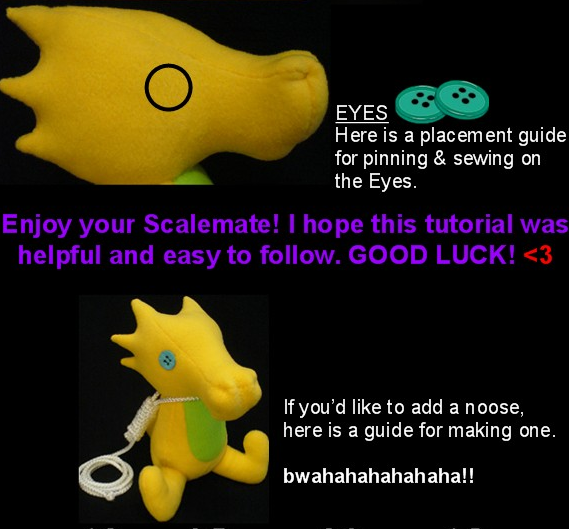 EYES
Here is a placement guide
for pinning & sewing on
the Eyes.
Enjoy your Scalemate! I hope this tutorial was
helpful and easy to follow. GOOD LUCK! <3
If you'd like to add a noose,
here is a guide for making one.
bwahahahahahaha!!